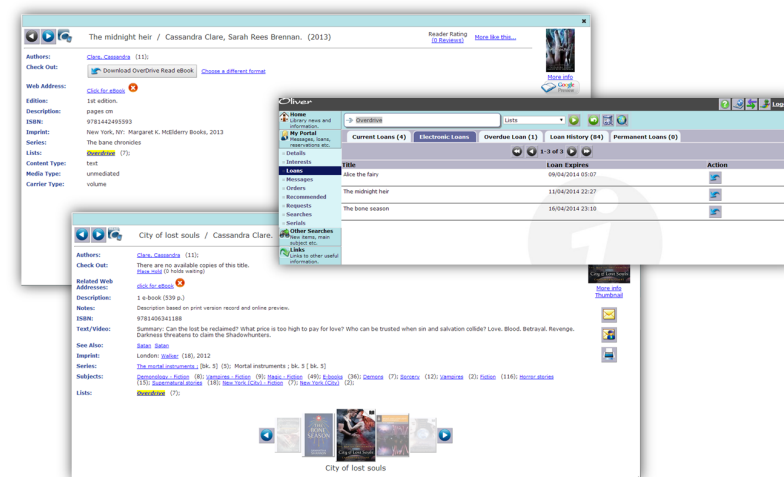 The midnight heir / Cassandra Clare, Sarah Rees Brennan. (2013)
Reader Rating
(0 Reviews)
More like this...
Authors: Clare, Cassandra (11);
Check Out: Download OverDrive Read eBook Choose a different format
More info
Google
Preview
Web Address: Click for eBook
Edition: 1st edition.
Description: pages cm
ISBN: 9781442495593
Imprint: New York, NY: Margaret K. McElderry Books, 2013
Series: The bane chronicles
Lists: Overdrive (7);
Content Type: text
Media Type: unmediated
Carrier Type: volume
Oliver
Home
Library news and
information.
My Portal
Messages, loans,
reservations etc.
Details
Interests
Loans
Messages
Orders
Recommended
Requests
Searches
Serials
Other Searches
New items, main
subject etc.
Links
Links to other useful
information.
Overdrive
Lists
Current Loans (4) Electronic Loans Overdue Loan (1) Loan History (84) Permanent Loans (0)
1-3 of 3
Title Loan Expires Action
Alice the fairy 09/04/2014 05:07
The midnight heir 11/04/2014 22:27
The bone season 16/04/2014 23:10
City of lost souls / Cassandra Clare.
Authors: Clare, Cassandra (11);
Check Out: There are no available copies of this title.
Place Hold (0 holds waiting)
Related Web
Addresses: click for eBook
Description: 1 e-book (339 p.)
Notes: Description based on print version record and online preview.
ISBN: 9781406341188
Text/Video: Summary: Can the lost be reclaimed? What price is too high to pay for love? Who can be trusted when sin and salvation collide? Love. Blood. Betrayal. Revenge.
Darkness threatens to claim the Shadowhunters.
See Also: Satan Satan
Imprint: London: Walker (18), 2012
Series: The mortal instruments ; [bk. 5] (5); Mortal instruments ; bk. 5 [ bk. 5]
Subjects: Demonology - Fiction (8); Vampires - Fiction (9); Magic - Fiction (49); E-books (36); Demons (7); Sorcery (12); Vampires (2); Fiction (116); Horror stories
(15); Supernatural stories (18); New York (City) - Fiction (7); New York (City) (2);
Lists: Overdrive (7);
City of Lost Souls
More info
Thumbnail
THE
BONE
SEASON
City of Lost Souls
City of lost souls